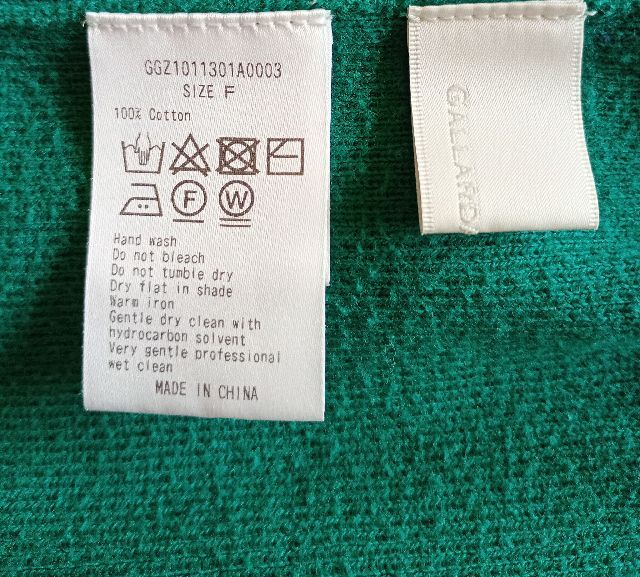 GGZ1011301A0003
SIZE F
100% Cotton
F
W
Hand wash
Do not bleach
Do not tumble dry
Dry flat in shade
Warm iron
Gentle dry clean with
hydrocarbon solvent
Very gentle professional
wet clean
MADE IN CHINA